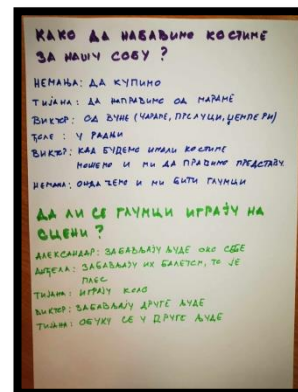 КАКО ДА НАБАВИМО КОСТИМЕ
ЗА НАШУ СОБУ ?
НЕМАЊА: ДА КУПИМО
ТИЈАНА: ДА НАПРАВИМО ОД МАРАМЕ
ВИКТОР: ОД ВУНЕ (ЧАРАПЕ, ПРСЛУЦИ, ЏЕМПЕРИ)
ЂОЛЕ : У РАДЊИ
ВИКТОР: КАД БУДЕМО ИМАЛИ КОСТИМЕ
МОЖЕМО И МИ ДА ПРАВИМО ПРЕДСТАВУ.
НЕМАЊА: ОНДА ЋЕМО И МИ БИТИ ГЛУМЦИ
ДА ЛИ СЕ ГЛУМЦИ ИГРАЈУ НА
СЦЕНИ ?
АЛЕКСАНДАР: ЗАБАВЉАЈУ ЉУДЕ ОКО СЕБЕ
АНЂЕЛА: ЗАБАВЉАЈУ ИХ БАЛЕТОМ, ТО ЈЕ
ПЛЕС
ТИЈАНА: ИГРАЈУ КОЛО
ВИКТОР: ЗАБАВЉАЈУ ДРУГЕ ЉУДЕ
ТИЈАНА: ОБУКУ СЕ У ДРУГЕ ЉУДЕ